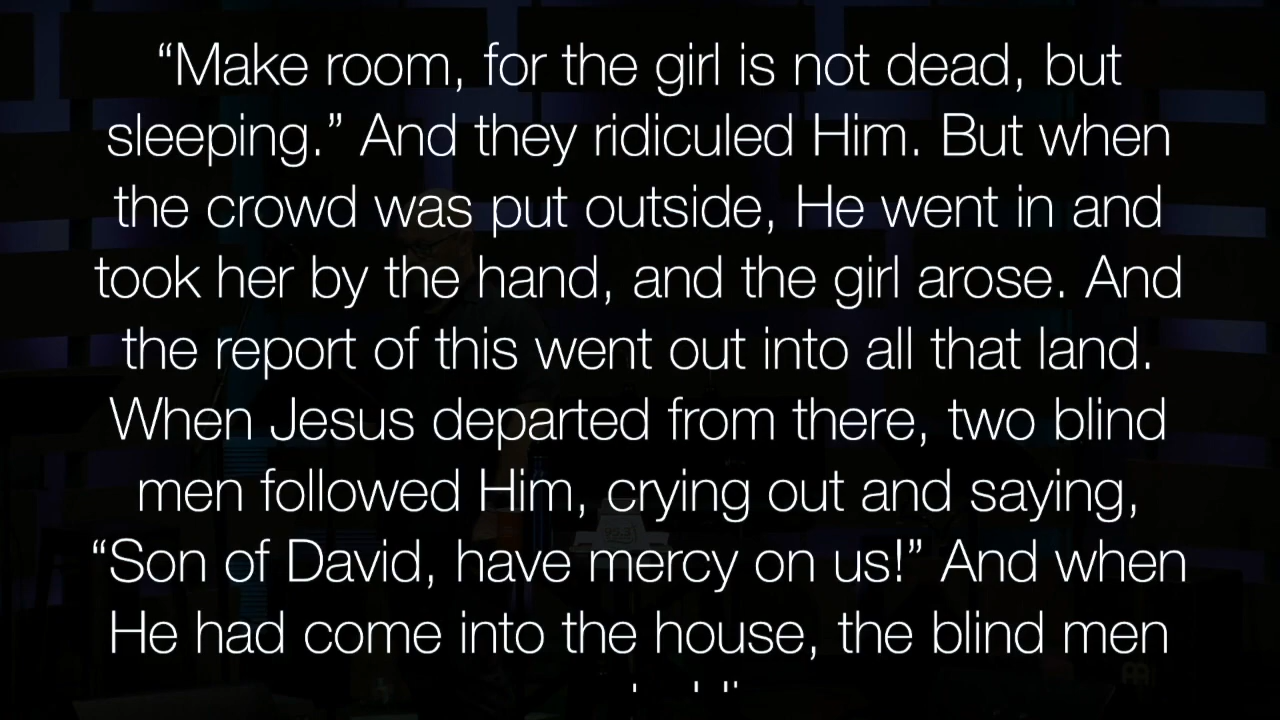 “Make room, for the girl is not dead, but
sleeping.” And they ridiculed Him. But when
the crowd was put outside, He went in and
took her by the hand, and the girl arose. And
the report of this went out into all that land.
When Jesus departed from there, two blind
men followed Him, crying out and saying,
“Son of David, have mercy on us!” And when
He had come into the house, the blind men